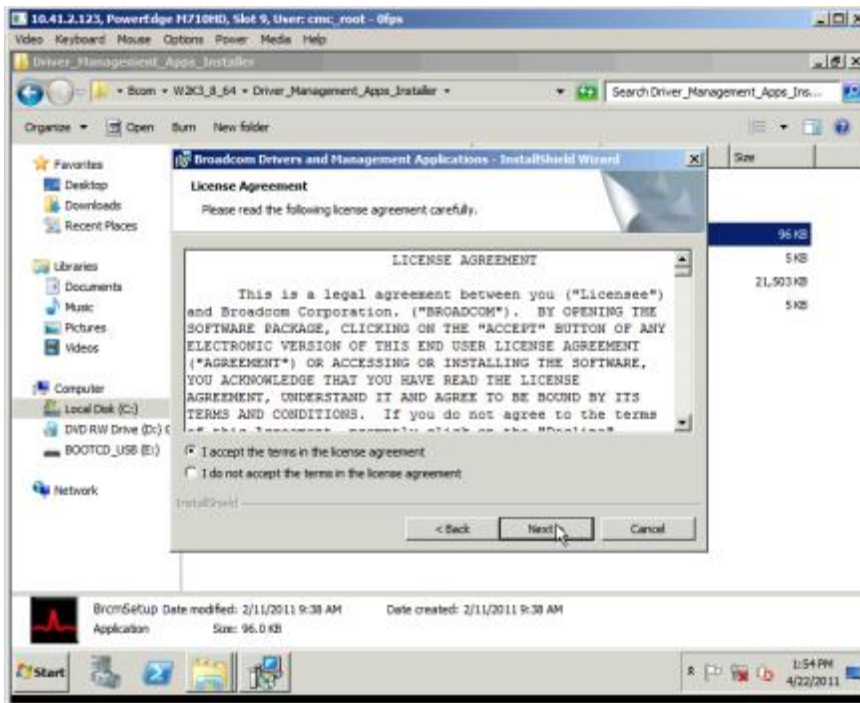 10.41.2.123, PowerEdge M710HD, Slot 9, User: cmc_root - 0fps
Video Keyboard Mouse Options Power Media Help
Driver_Management_Apps_Installer
Bcom W2K3_8_64 Driver_Management_Apps_Installer
Search Driver_Management_Apps_Ins...
Organize Open Burn New folder
Size
Favorites
Desktop
Downloads
Recent Places
Libraries
Documents
Music
Pictures
Videos
Computer
Local Disk (C:)
DVD RW Drive (D:)
BOOTCD_USB (E:)
Network
96 KB
5 KB
21,503 KB
5 KB
Broadcom Drivers and Management Applications - InstallShield Wizard
License Agreement
Please read the following license agreement carefully.
LICENSE AGREEMENT
This is a legal agreement between you ("Licensee")
and Broadcom Corporation. ("BROADCOM"). BY OPENING THE
SOFTWARE PACKAGE, CLICKING ON THE "ACCEPT" BUTTON OF ANY
ELECTRONIC VERSION OF THIS END USER LICENSE AGREEMENT
("AGREEMENT") OR ACCESSING OR INSTALLING THE SOFTWARE,
YOU ACKNOWLEDGE THAT YOU HAVE READ THE LICENSE
AGREEMENT, UNDERSTAND IT AND AGREE TO BE BOUND BY ITS
TERMS AND CONDITIONS. If you do not agree to the terms
of this Agreement, promptly click on the "Decline"
I accept the terms in the license agreement
I do not accept the terms in the license agreement
InstallShield
< Back Next Cancel
BrcmSetup Date modified: 2/11/2011 9:38 AM Date created: 2/11/2011 9:38 AM
Application Size: 96.0 KB
Start
1:54 PM
4/22/2011